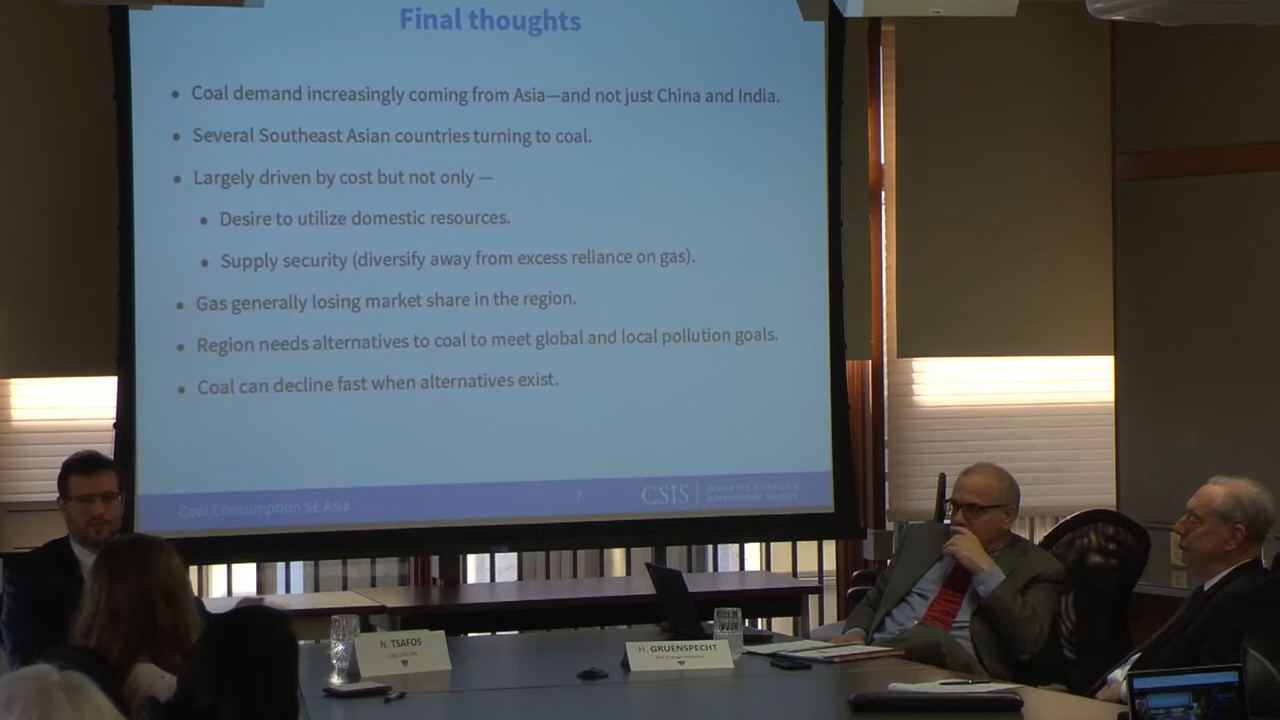 Final thoughts
Coal demand increasingly coming from Asia—and not just China and India.
Several Southeast Asian countries turning to coal.
Largely driven by cost but not only —
Desire to utilize domestic resources.
Supply security (diversify away from excess reliance on gas).
Gas generally losing market share in the region.
Region needs alternatives to coal to meet global and local pollution goals.
Coal can decline fast when alternatives exist.
Coal Consumption SE Asia
7
CSIS
N. TSAFOS
H. GRUENSPECHT